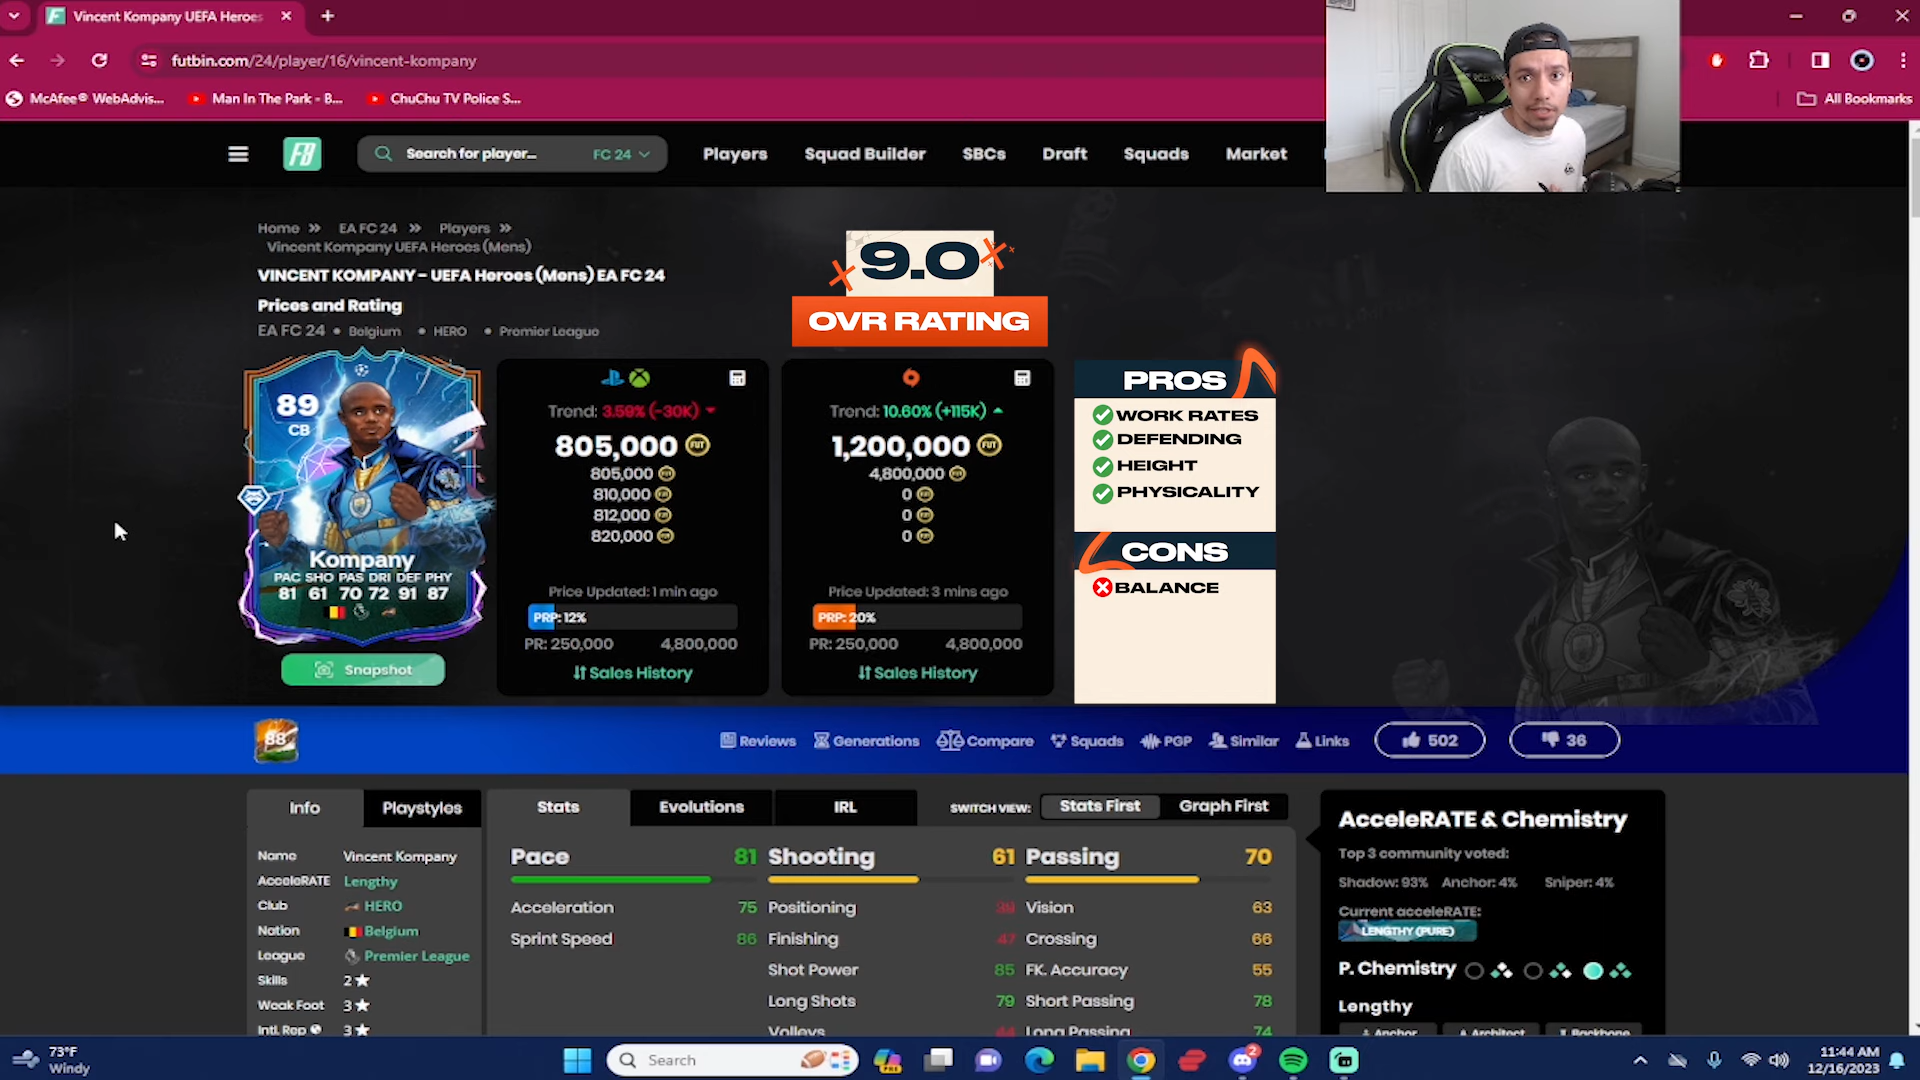 Vincent Kompany UEFA Heroes
futbin.com/24/player/16/vincent-kompany
McAfee® WebAdvis...
Man In The Park - B...
ChuChu TV Police S...
All Bookmarks
Search for player...
FC 24
Players
Squad Builder
SBCs
Draft
Squads
Market
Home » EA FC 24 » Players »
Vincent Kompany UEFA Heroes (Mens)
VINCENT KOMPANY - UEFA Heroes (Mens) EA FC 24
Prices and Rating
EA FC 24 • Belgium • HERO • Premier League
9.0
OVR RATING
89
CB
Kompany
PAC SHO PAS DRI DEF PHY
81 61 70 72 91 87
Snapshot
Trend: 3.59% (-30K)
805,000
805,000
810,000
812,000
820,000
Price Updated: 1 min ago
PRP: 12%
PR: 250,000 4,800,000
Sales History
Trend: 10.60% (+115K)
1,200,000
4,800,000
0
0
0
Price Updated: 3 mins ago
PRP: 20%
PR: 250,000 4,800,000
Sales History
PROS
WORK RATES
DEFENDING
HEIGHT
PHYSICALITY
CONS
BALANCE
88
Reviews
Generations
Compare
Squads
PGP
Similar
Links
502
36
Info
Playstyles
Name Vincent Kompany
AcceleRATE Lengthy
Club HERO
Nation Belgium
League Premier League
Skills 2
Weak Foot 3
Intl. Rep 3
Stats
Evolutions
IRL
SWITCH VIEW:
Stats First
Graph First
Pace 81
Acceleration 75
Sprint Speed 86
Shooting 61
Positioning 39
Finishing 47
Shot Power 85
Long Shots 79
Volleys 44
Passing 70
Vision 63
Crossing 66
FK. Accuracy 55
Short Passing 78
Long Passing 74
AcceleRATE & Chemistry
Top 3 community voted:
Shadow: 93% Anchor: 4% Sniper: 4%
Current acceleRATE:
LENGTHY (PURE)
P. Chemistry
Lengthy
Anchor
Architect
Backbone
73°F
Windy
Search
2
11:44 AM
12/16/2023